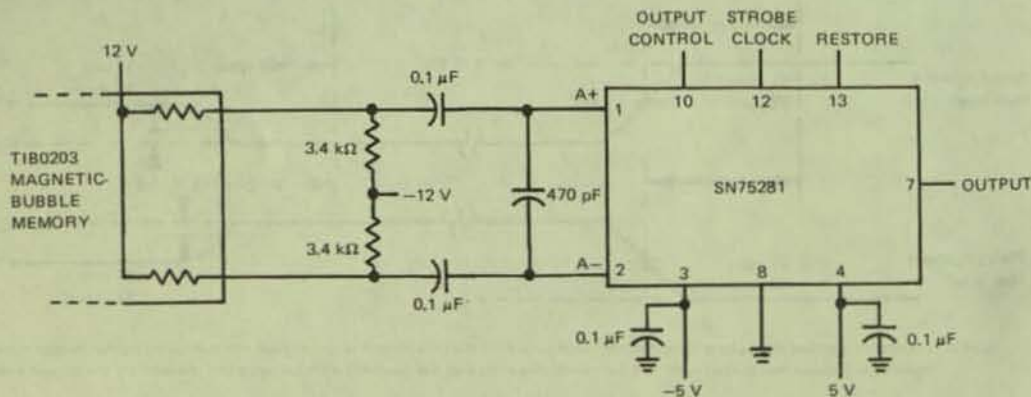 OUTPUT STROBE
CONTROL CLOCK RESTORE
12 V
0.1 μF
A+
1
10
12
13
3.4 kΩ
TIB0203
MAGNETIC-
BUBBLE
MEMORY
−12 V
470 pF
SN75281
7
OUTPUT
3.4 kΩ
A−
2
3
8
4
0.1 μF
0.1 μF
0.1 μF
−5 V
5 V